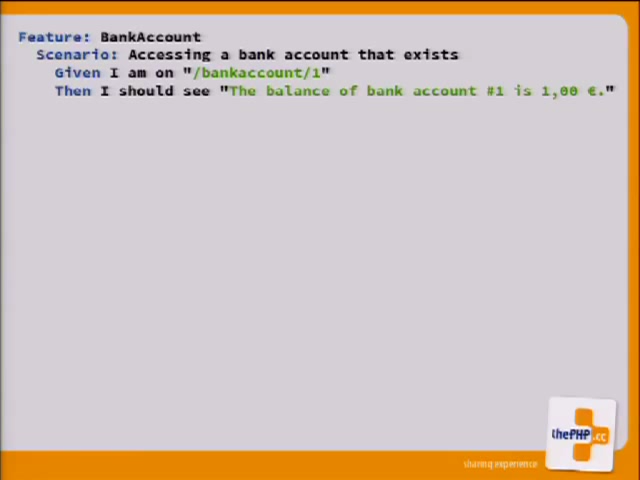 Feature: BankAccount
Scenario: Accessing a bank account that exists
Given I am on "/bankaccount/1"
Then I should see "The balance of bank account #1 is 1,00 €."
thePHP.cc
sharing experience